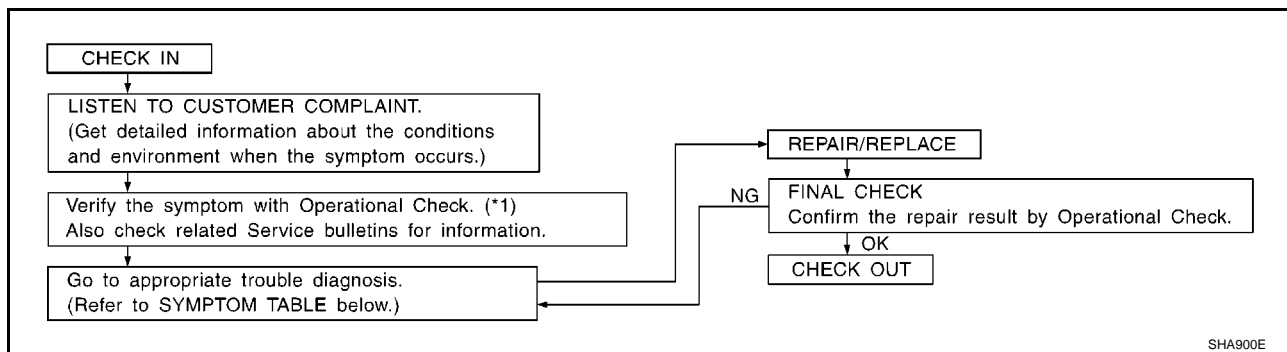 CHECK IN
LISTEN TO CUSTOMER COMPLAINT.
(Get detailed information about the conditions
and environment when the symptom occurs.)
Verify the symptom with Operational Check. (*1)
Also check related Service bulletins for information.
Go to appropriate trouble diagnosis.
(Refer to SYMPTOM TABLE below.)
REPAIR/REPLACE
NG
FINAL CHECK
Confirm the repair result by Operational Check.
OK
CHECK OUT
SHA900E